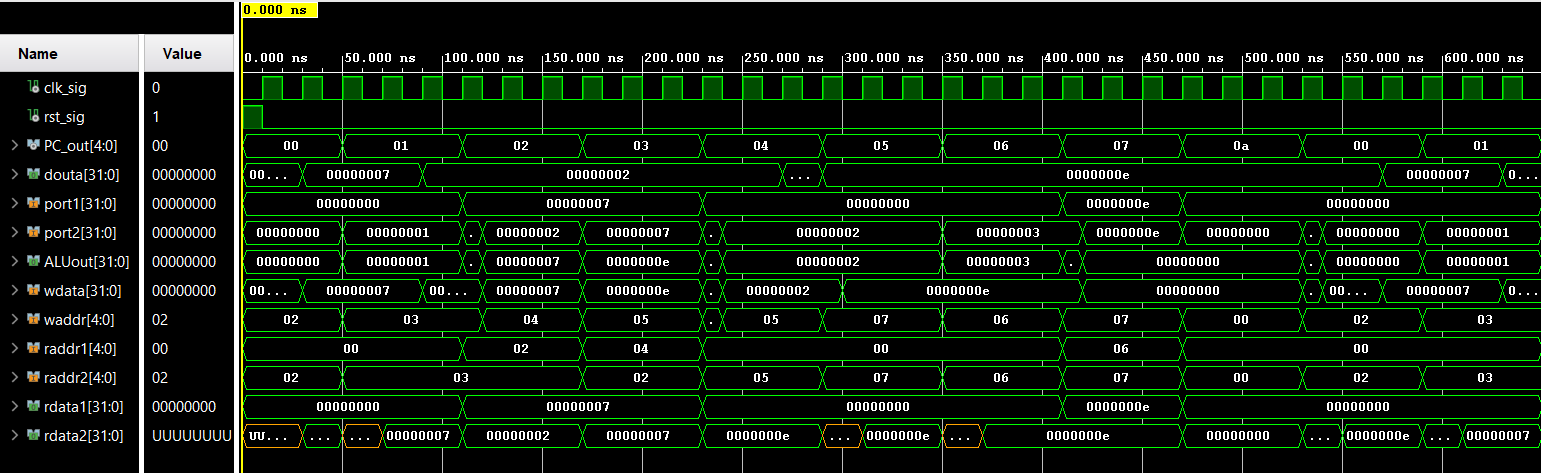 0.000 ns
Name Value
0.000 ns 50.000 ns 100.000 ns 150.000 ns 200.000 ns 250.000 ns 300.000 ns 350.000 ns 400.000 ns 450.000 ns 500.000 ns 550.000 ns 600.000 ns
clk_sig 0
rst_sig 1
PC_out[4:0] 00 00 01 02 03 04 05 06 07 0a 00 01
douta[31:0] 00000000 00... 00000007 00000002 ... 0000000e 00000007 0...
port1[31:0] 00000000 00000000 00000007 00000000 0000000e 00000000
port2[31:0] 00000000 00000000 00000001 . 00000002 00000007 . 00000002 00000003 0000000e 00000000 . 00000000 00000001
ALUout[31:0] 00000000 00000000 00000001 . 00000007 0000000e . 00000002 00000003 . 00000000 . 00000000 00000001
wdata[31:0] 00000000 00... 00000007 00... 00000007 0000000e . 00000002 0000000e 00000000 . 00... 00000007 0...
waddr[4:0] 02 02 03 04 05 . 05 07 06 07 00 02 03
raddr1[4:0] 00 00 02 04 00 06 00
raddr2[4:0] 02 02 03 02 05 07 06 07 00 02 03
rdata1[31:0] 00000000 00000000 00000007 00000000 0000000e 00000000
rdata2[31:0] UUUUUUUU UU... ... ... 00000007 00000002 00000007 0000000e ... 0000000e ... 0000000e 00000000 ... 0000000e ... 00000007